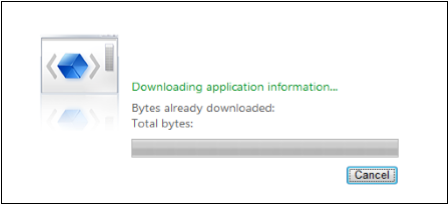 Downloading application information...
Bytes already downloaded:
Total bytes:
Cancel